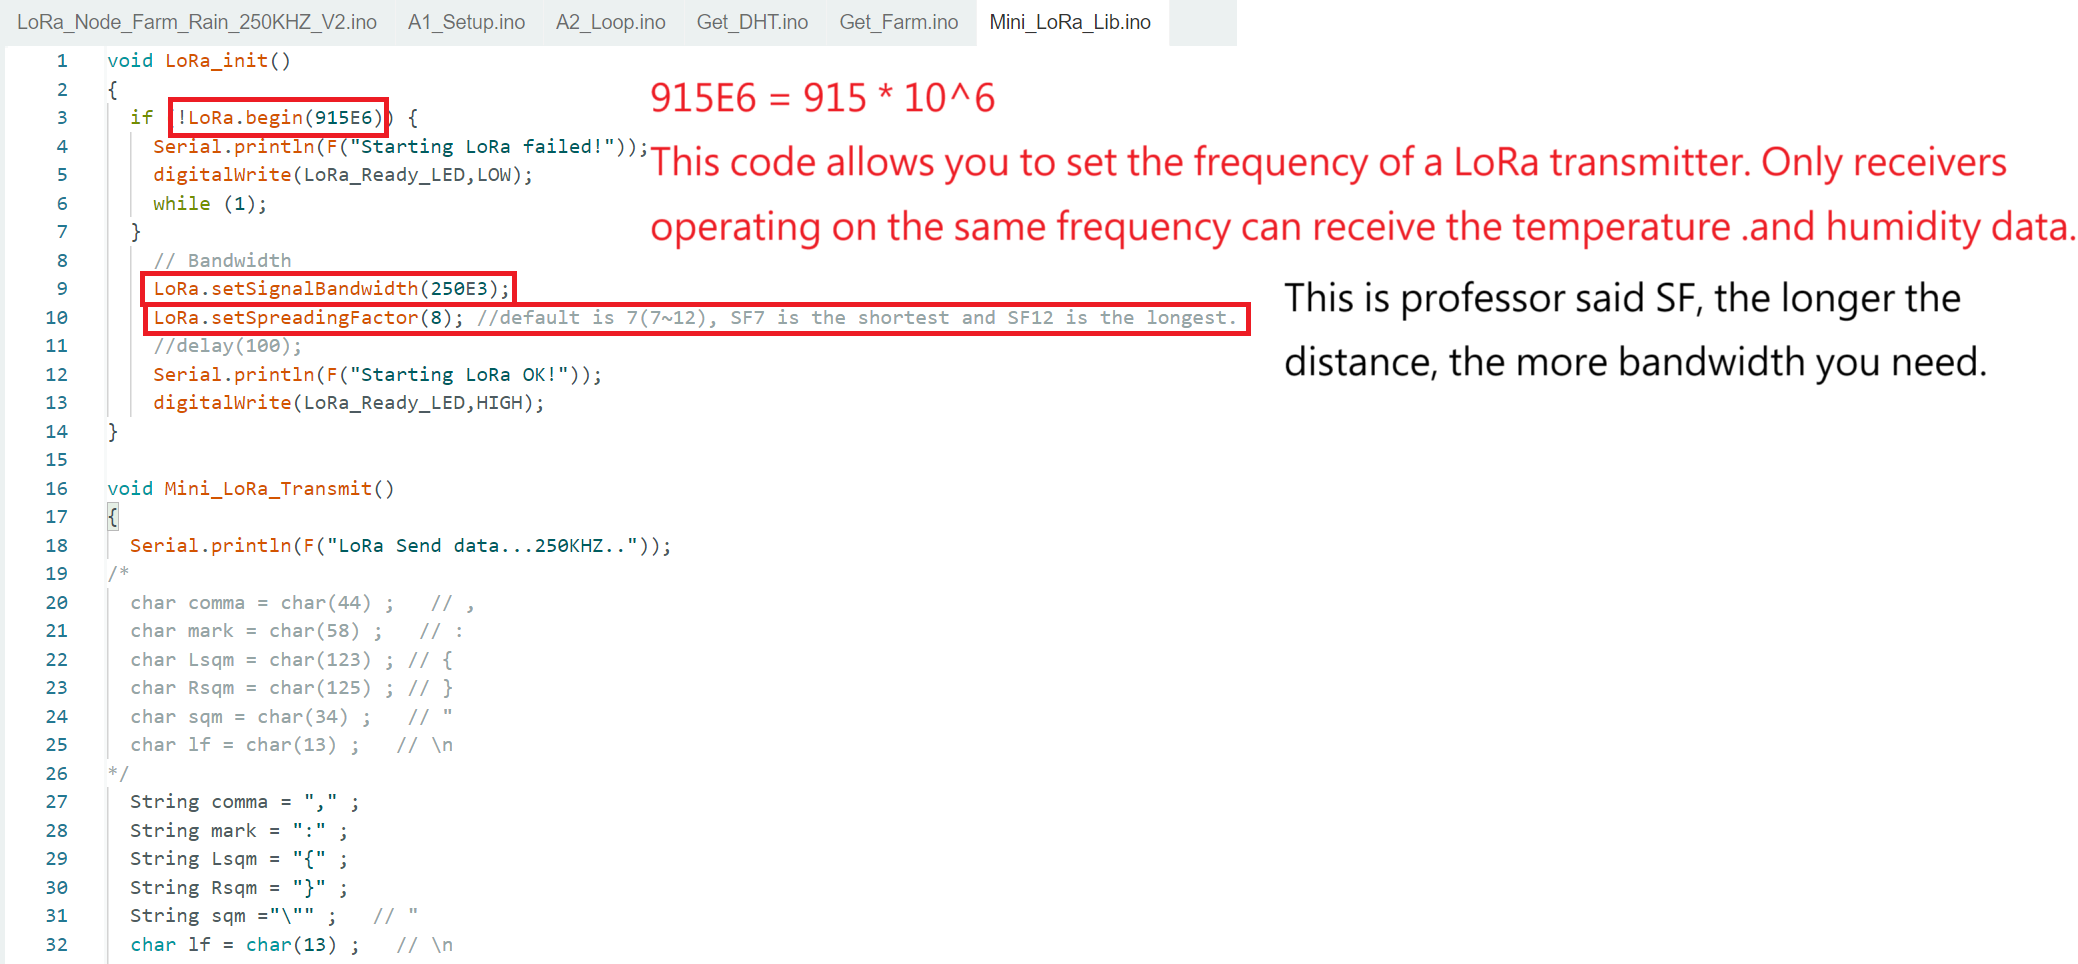 LoRa_Node_Farm_Rain_250KHZ_V2.ino A1_Setup.ino A2_Loop.ino Get_DHT.ino Get_Farm.ino Mini_LoRa_Lib.ino
1 void LoRa_init()
2 {
3 if (!LoRa.begin(915E6)) {
4 Serial.println(F("Starting LoRa failed!"));
5 digitalWrite(LoRa_Ready_LED,LOW);
6 while (1);
7 }
8 // Bandwidth
9 LoRa.setSignalBandwidth(250E3);
10 LoRa.setSpreadingFactor(8); //default is 7(7~12), SF7 is the shortest and SF12 is the longest.
11 //delay(100);
12 Serial.println(F("Starting LoRa OK!"));
13 digitalWrite(LoRa_Ready_LED,HIGH);
14 }
15
16 void Mini_LoRa_Transmit()
17 {
18 Serial.println(F("LoRa Send data...250KHZ.."));
19 /*
20 char comma = char(44) ; // ,
21 char mark = char(58) ; // :
22 char Lsqm = char(123) ; // {
23 char Rsqm = char(125) ; // }
24 char sqm = char(34) ; // "
25 char lf = char(13) ; // \n
26 */
27 String comma = "," ;
28 String mark = ":" ;
29 String Lsqm = "{" ;
30 String Rsqm = "}" ;
31 String sqm ="\"" ; // "
32 char lf = char(13) ; // \n
915E6 = 915 * 10^6
This code allows you to set the frequency of a LoRa transmitter. Only receivers
operating on the same frequency can receive the temperature .and humidity data.
This is professor said SF, the longer the
distance, the more bandwidth you need.